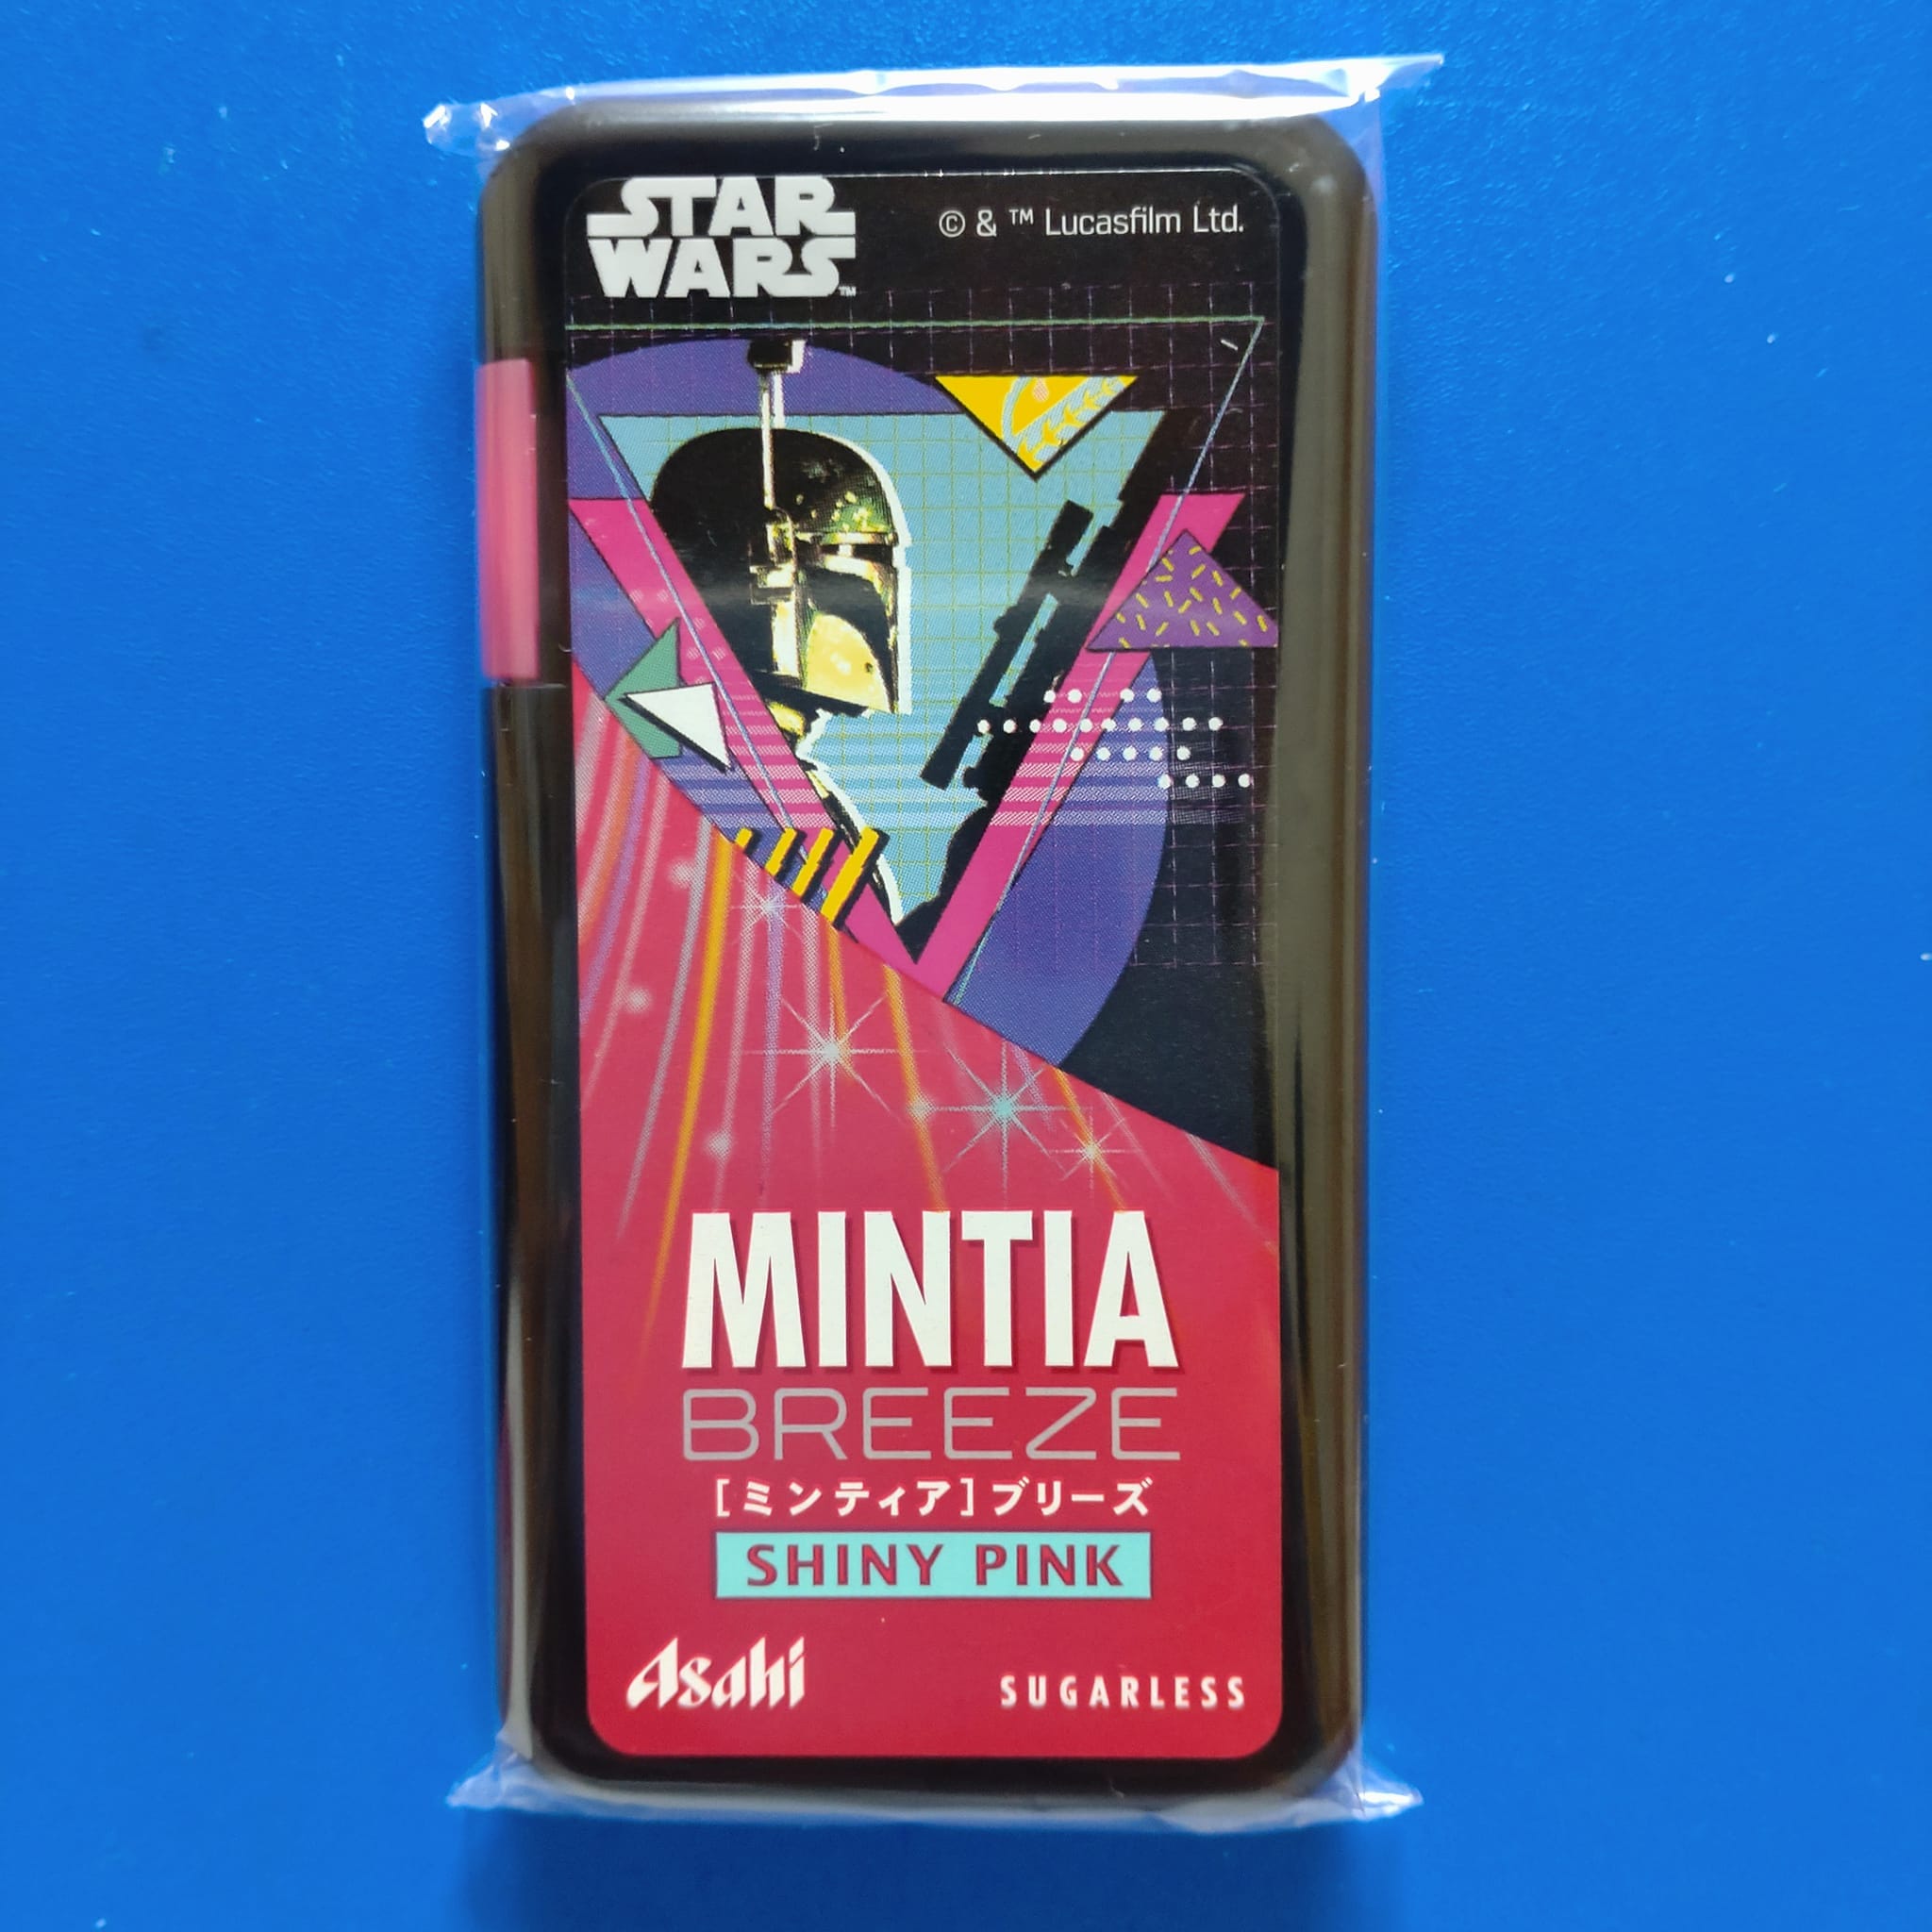 STAR
WARS™
© & ™ Lucasfilm Ltd.
MINTIA
BREEZE
[ミンティア]ブリーズ
SHINY PINK
Asahi
SUGARLESS